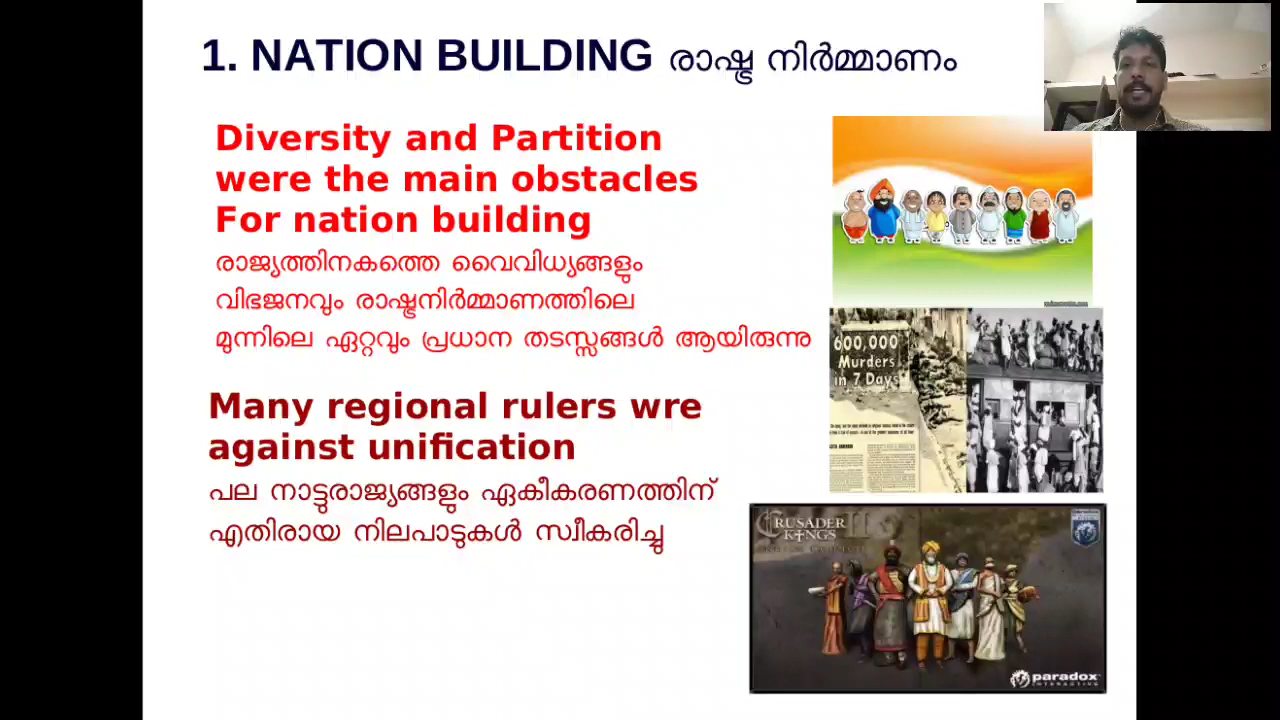 1. NATION BUILDING രാഷ്ട്ര നിർമ്മാണം
Diversity and Partition
were the main obstacles
For nation building
രാജ്യത്തിനകത്തെ വൈവിധ്യങ്ങളും
വിഭജനവും രാഷ്ട്രനിർമ്മാണത്തിലെ
മുന്നിലെ ഏറ്റവും പ്രധാന തടസ്സങ്ങൾ ആയിരുന്നു
Many regional rulers wre
against unification
പല നാട്ടുരാജ്യങ്ങളും ഏകീകരണത്തിന്
എതിരായ നിലപാടുകൾ സ്വീകരിച്ചു
600,000
Murders
in 7 Days
CRUSADER
KINGS II
paradox
INTERACTIVE